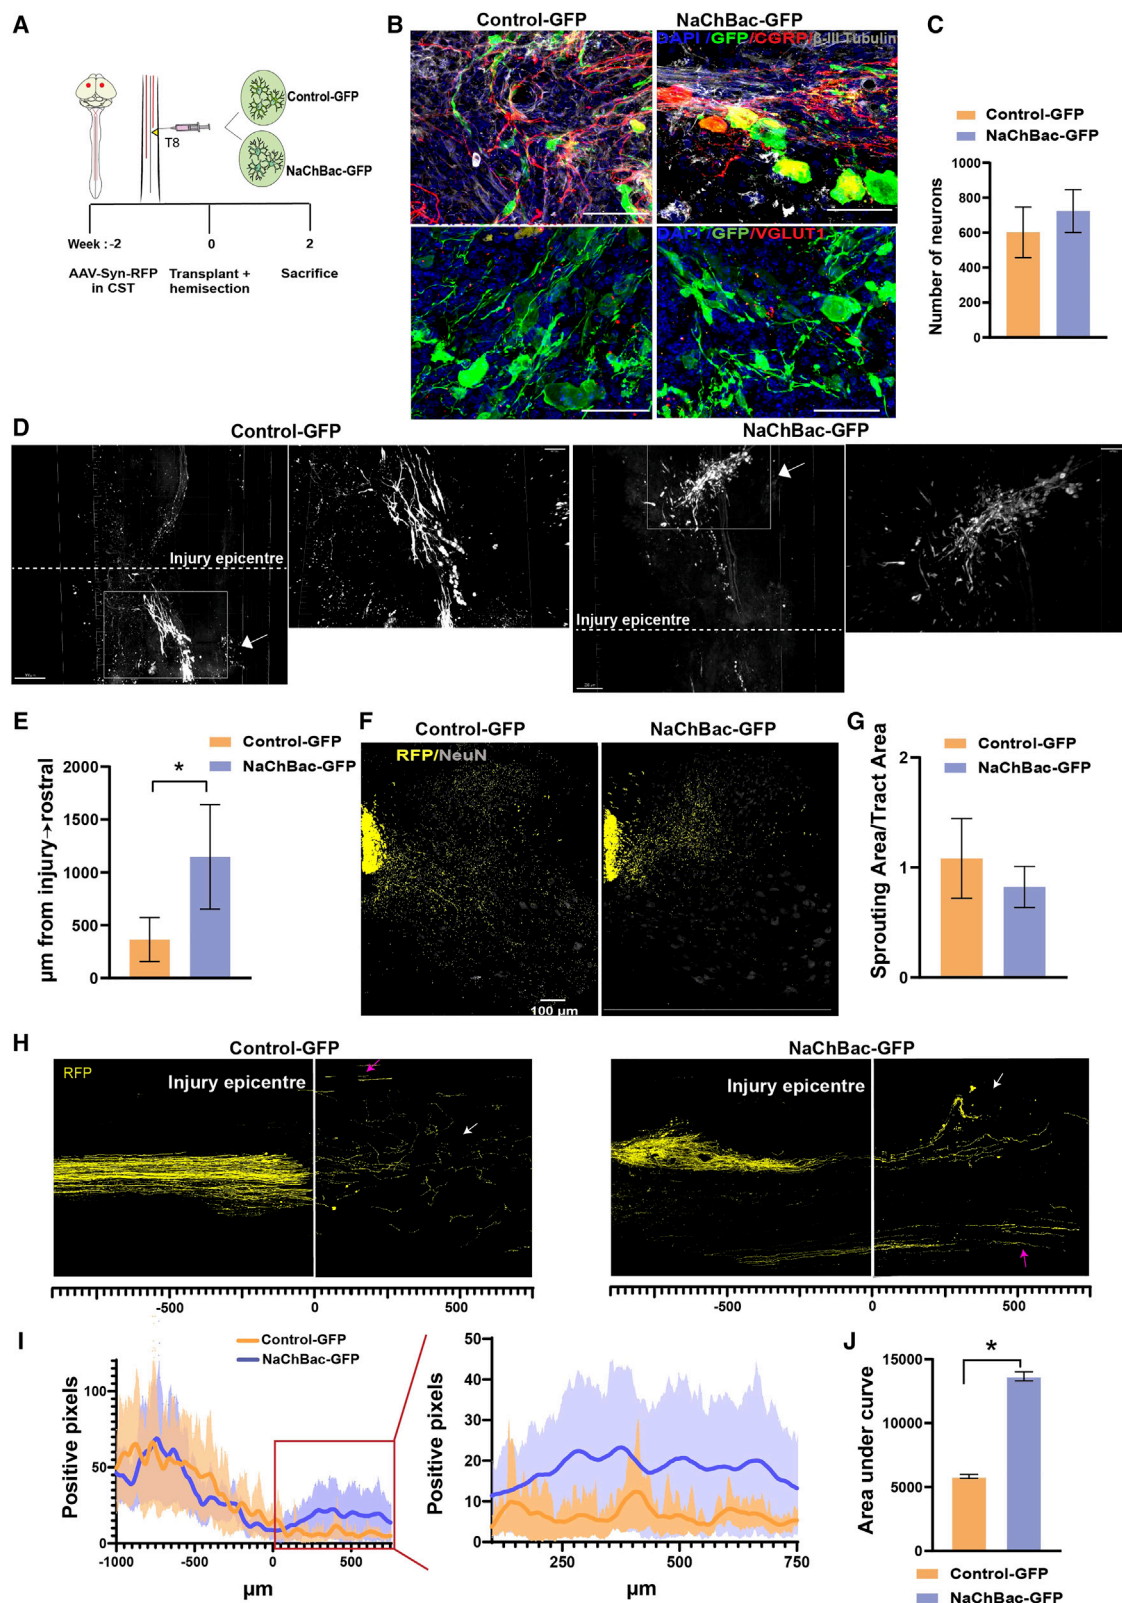 A
Control-GFP
NaChBac-GFP
T8
Week : -2
0
2
AAV-Syn-RFP
in CST
Transplant +
hemisection
Sacrifice
B
Control-GFP
NaChBac-GFP
DAPI /GFP/CGRP/β-III Tubulin
DAPI /GFP/VGLUT1
C
Control-GFP
NaChBac-GFP
Number of neurons
1000
800
600
400
200
0
D
Control-GFP
NaChBac-GFP
Injury epicentre
Injury epicentre
E
Control-GFP
NaChBac-GFP
µm from injury→rostral
2000
1500
1000
500
0
*
F
Control-GFP
NaChBac-GFP
RFP/NeuN
100 µm
G
Control-GFP
NaChBac-GFP
Sprouting Area/Tract Area
2
1
0
H
Control-GFP
NaChBac-GFP
RFP
Injury epicentre
Injury epicentre
-500
0
500
-500
0
500
I
Control-GFP
NaChBac-GFP
Positive pixels
100
50
0
-1000
-500
0
500
µm
Positive pixels
50
40
30
20
10
0
250
500
750
µm
J
Area under curve
15000
10000
5000
0
*
Control-GFP
NaChBac-GFP